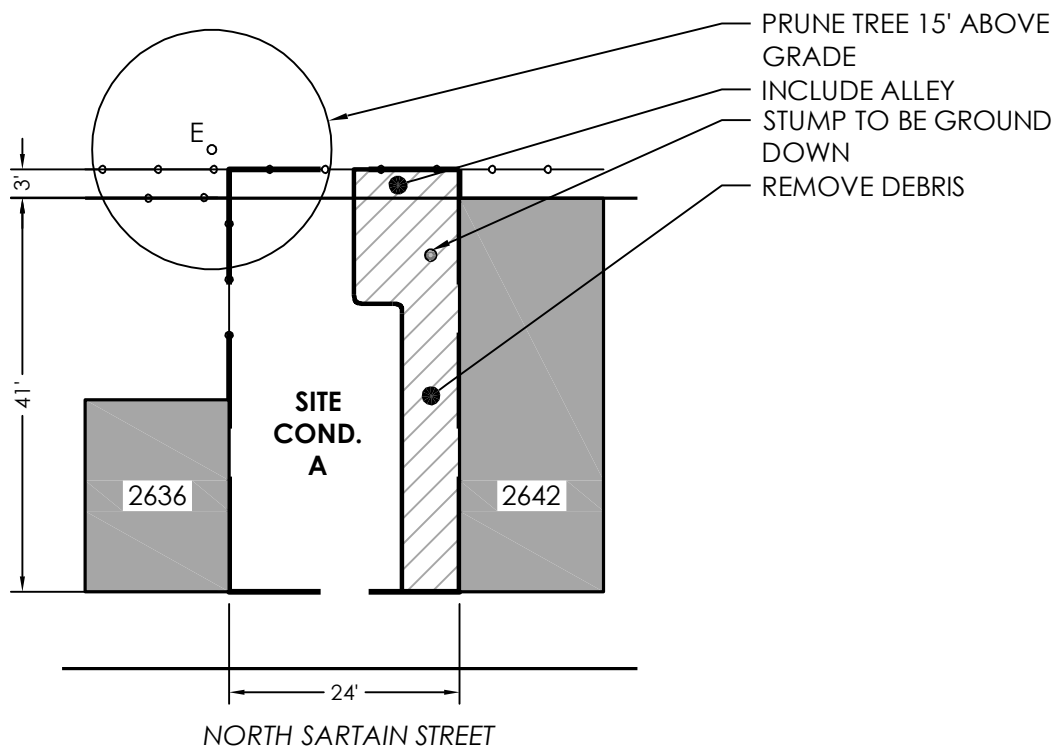 PRUNE TREE 15' ABOVE
GRADE
INCLUDE ALLEY
STUMP TO BE GROUND
DOWN
REMOVE DEBRIS
E
3'
41'
SITE
COND.
A
2636
2642
24'
NORTH SARTAIN STREET